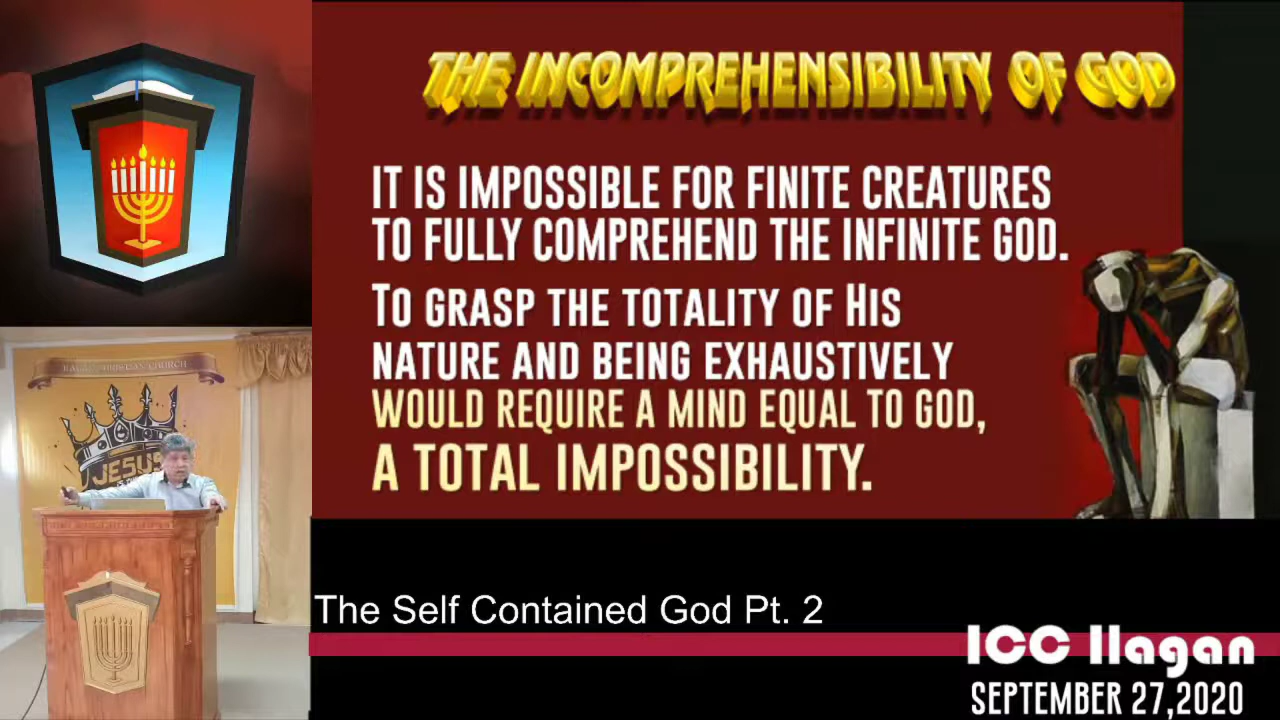 THE INCOMPREHENSIBILITY OF GOD
IT IS IMPOSSIBLE FOR FINITE CREATURES
TO FULLY COMPREHEND THE INFINITE GOD.
TO GRASP THE TOTALITY OF HIS
NATURE AND BEING EXHAUSTIVELY
WOULD REQUIRE A MIND EQUAL TO GOD,
A TOTAL IMPOSSIBILITY.
CHURCH
JESUS
The Self Contained God Pt. 2
ICC Ilagan
SEPTEMBER 27,2020